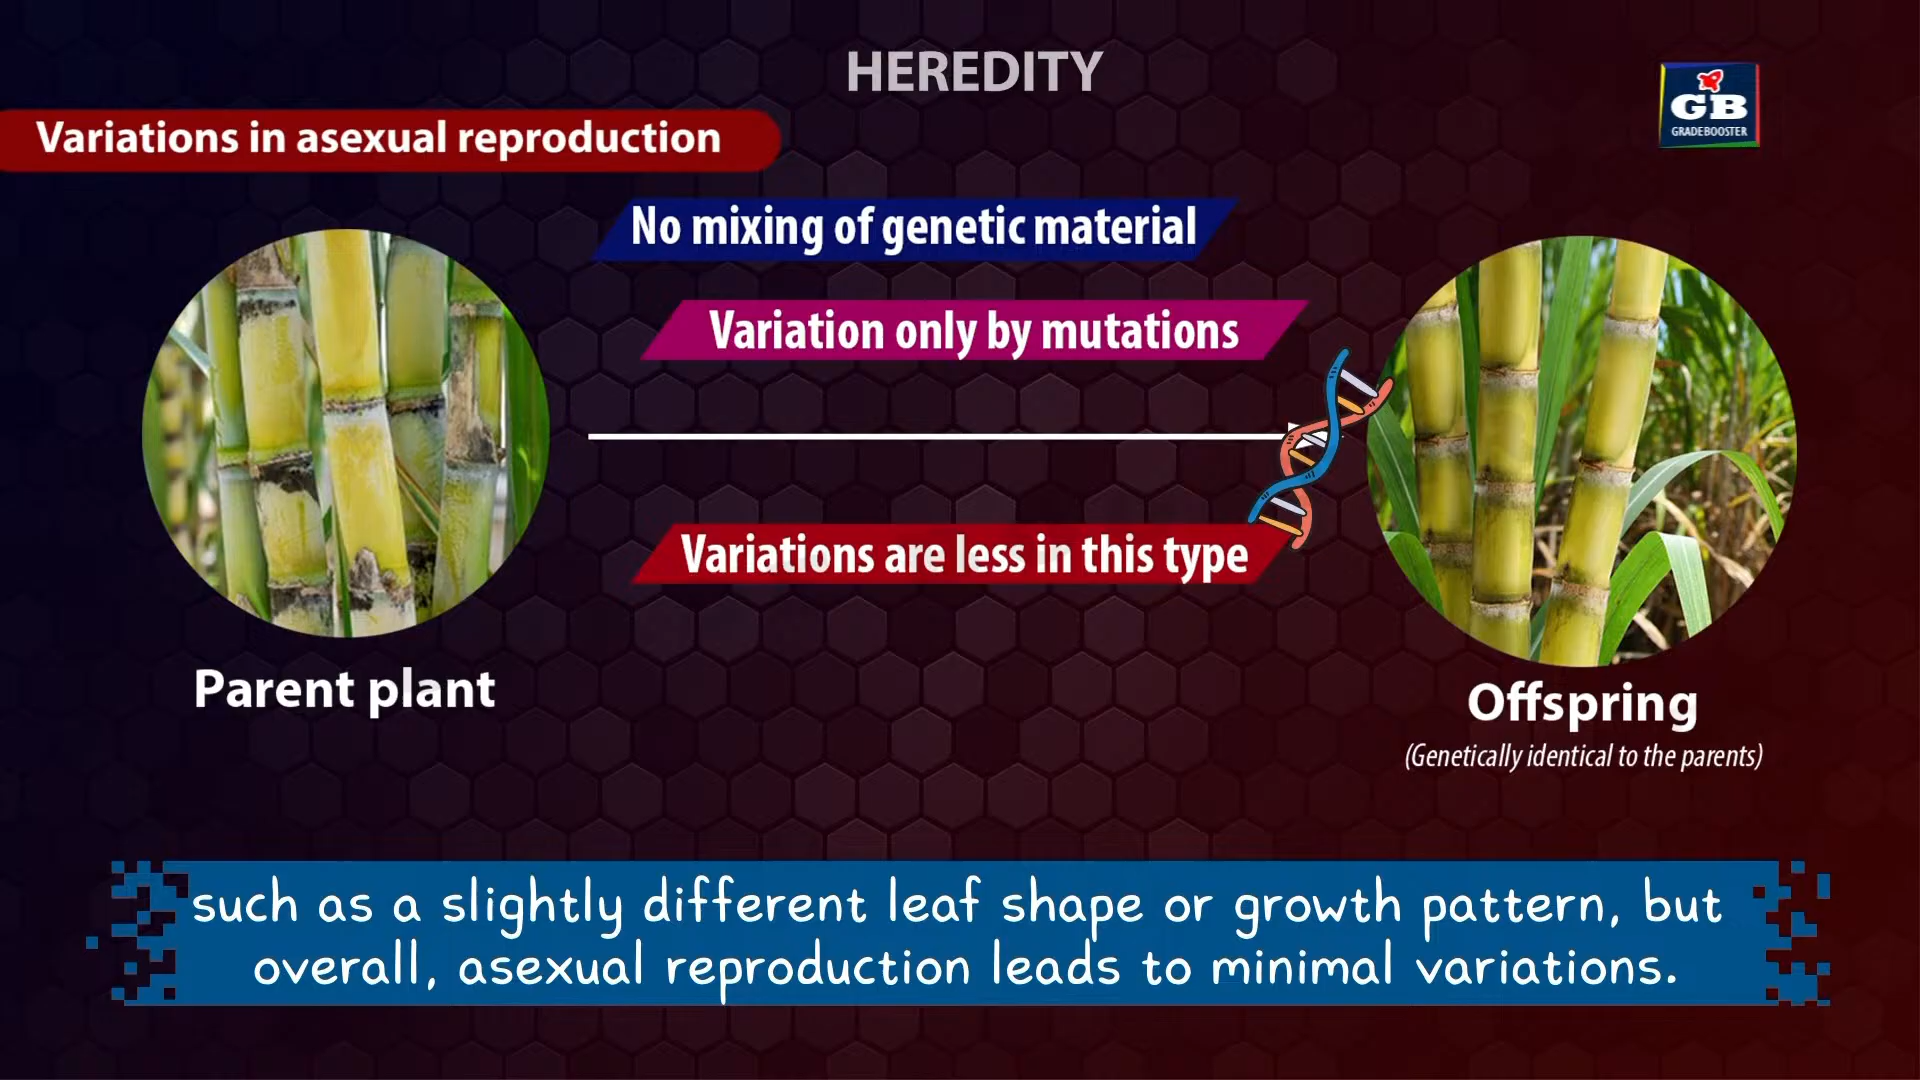 HEREDITY
GB
GRADEBOOSTER
Variations in asexual reproduction
No mixing of genetic material
Variation only by mutations
Variations are less in this type
Parent plant
Offspring
(Genetically identical to the parents)
such as a slightly different leaf shape or growth pattern, but
overall, asexual reproduction leads to minimal variations.